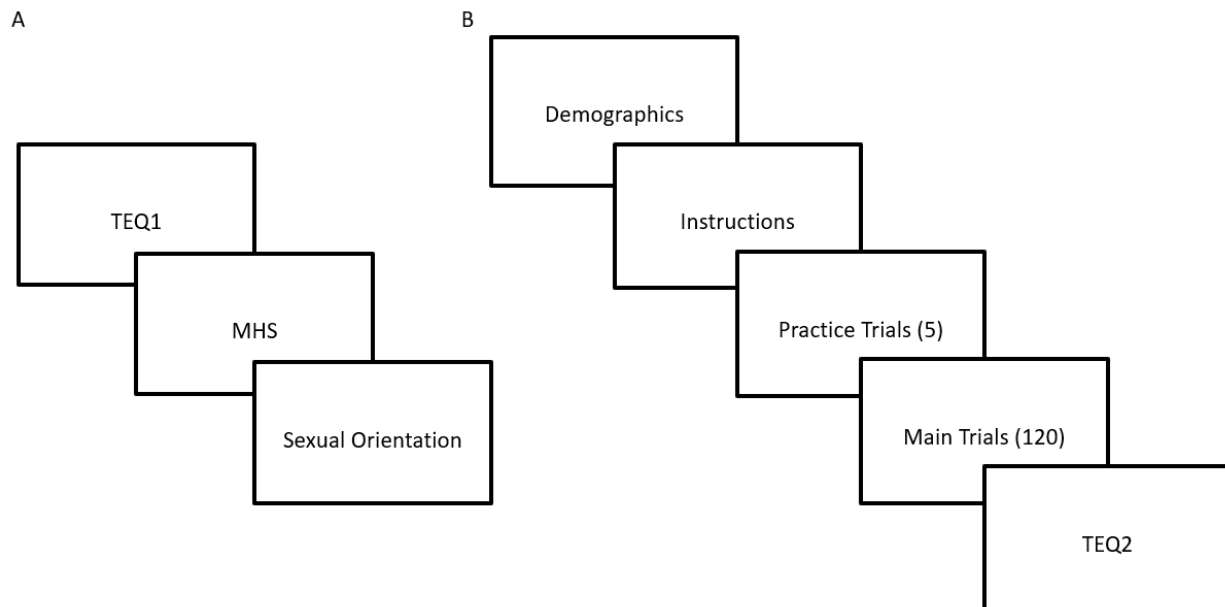 A
TEQ1
MHS
Sexual Orientation
B
Demographics
Instructions
Practice Trials (5)
Main Trials (120)
TEQ2